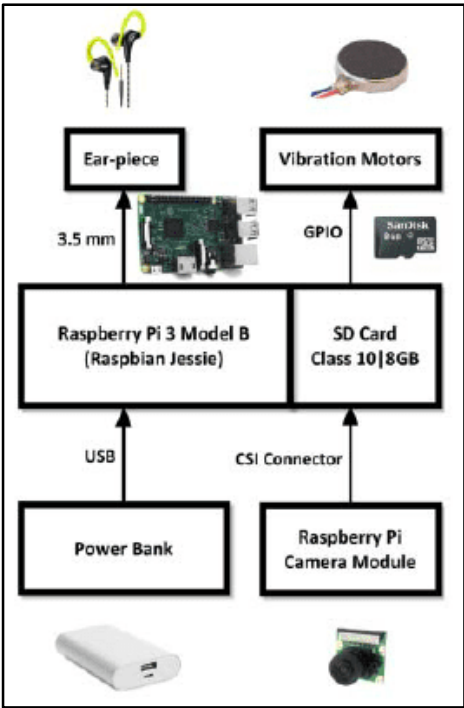 Ear-piece
Vibration Motors
3.5 mm
GPIO
SanDisk
Raspberry Pi 3 Model B
(Raspbian Jessie)
SD Card
Class 10|8GB
USB
CSI Connector
Power Bank
Raspberry Pi
Camera Module